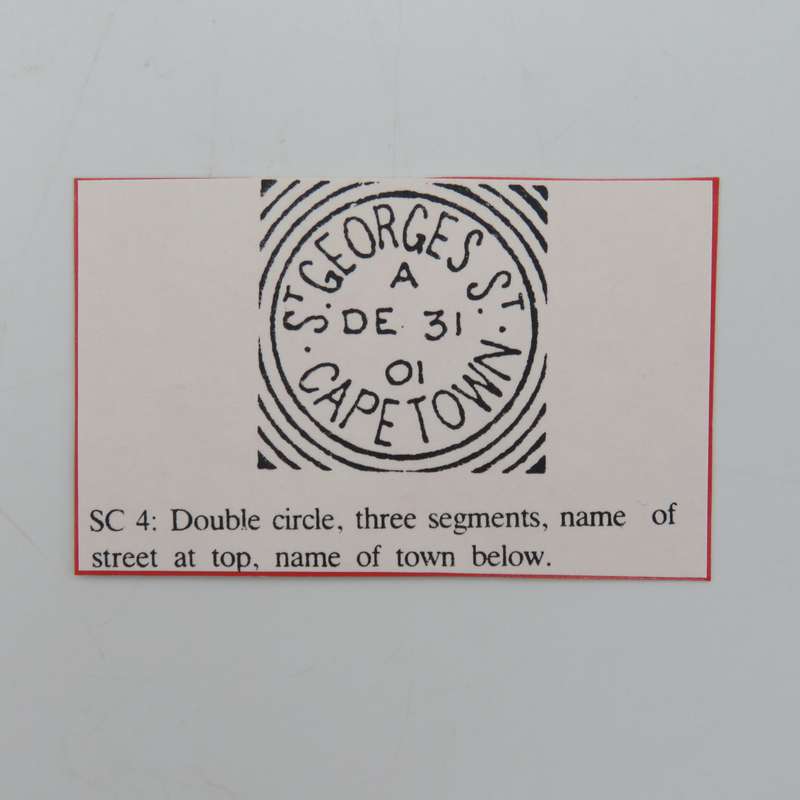 ST GEORGES ST.
A
DE 31
01
CAPETOWN
SC 4: Double circle, three segments, name of
street at top, name of town below.